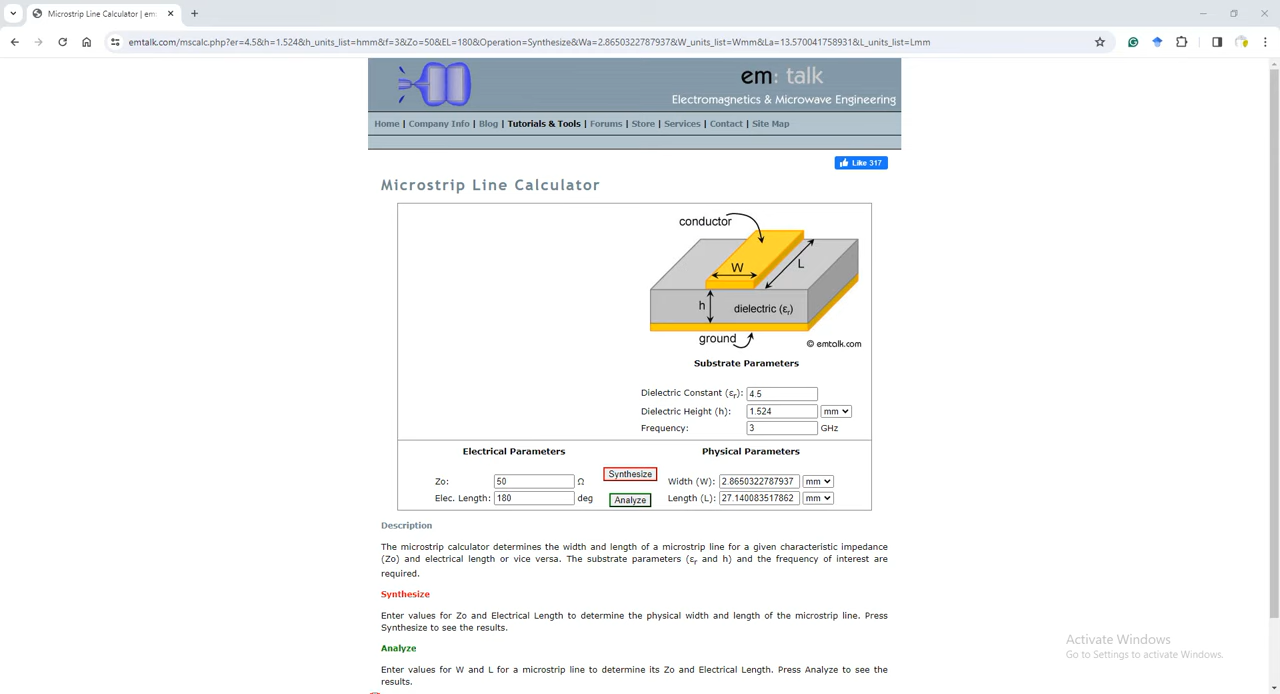 Microstrip Line Calculator | em
emtalk.com/mscalc.php?er=4.5&h=1.524&h_units_list=hmm&f=3&Zo=50&EL=180&Operation=Synthesize&Wa=2.8650322787937&W_units_list=Wmm&La=13.570041758931&L_units_list=Lmm
em: talk
Electromagnetics & Microwave Engineering
Home | Company Info | Blog | Tutorials & Tools | Forums | Store | Services | Contact | Site Map
Like 317
Microstrip Line Calculator
conductor
W
L
h
dielectric (εr)
ground
© emtalk.com
Substrate Parameters
Dielectric Constant (εr): 4.5
Dielectric Height (h): 1.524 mm
Frequency: 3 GHz
Electrical Parameters
Physical Parameters
Synthesize
Zo: 50 Ω
Width (W): 2.8650322787937 mm
Elec. Length: 180 deg
Analyze
Length (L): 27.140083517862 mm
Description
The microstrip calculator determines the width and length of a microstrip line for a given characteristic impedance
(Zo) and electrical length or vice versa. The substrate parameters (εr and h) and the frequency of interest are
required.
Synthesize
Enter values for Zo and Electrical Length to determine the physical width and length of the microstrip line. Press
Synthesize to see the results.
Analyze
Enter values for W and L for a microstrip line to determine its Zo and Electrical Length. Press Analyze to see the
results.
Activate Windows
Go to Settings to activate Windows.